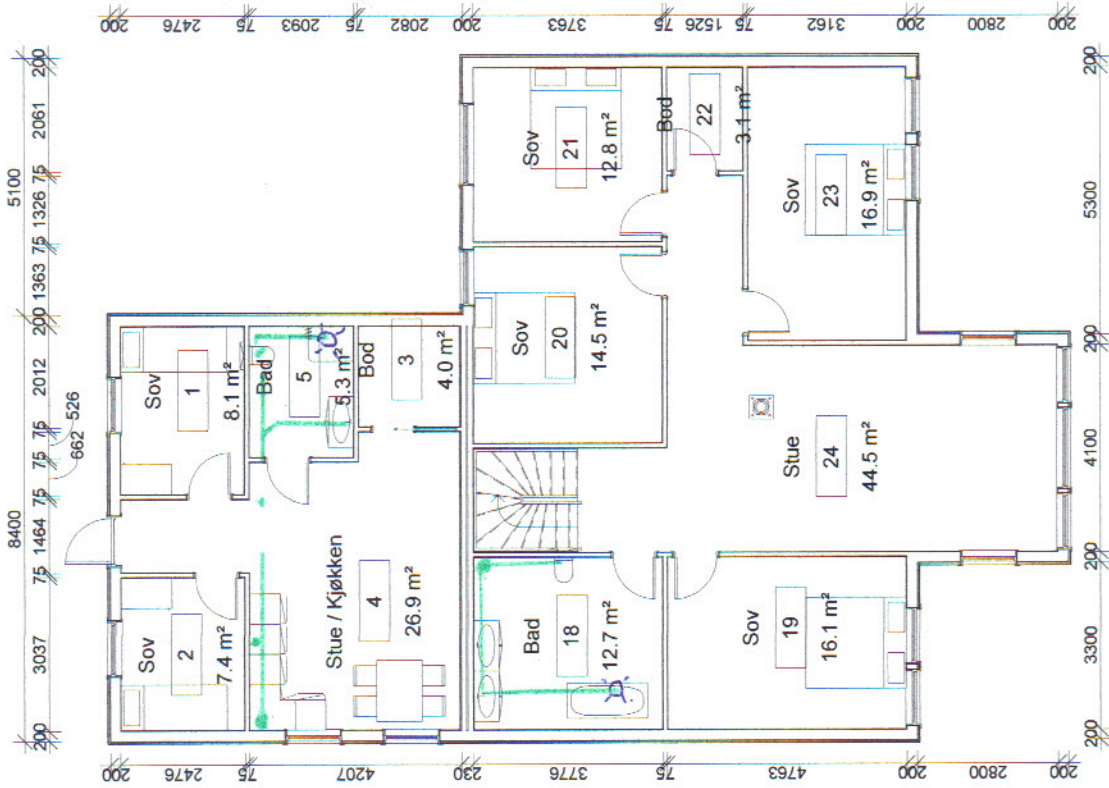 200 2476 75 2093 75 2082 200 3763 75 1526 75 3162 200 2800 200
5100
8400
200
2061
75
1326
75
1363
200
2012
75
526
75
662
75
1464
75
3037
200
Sov
1
8.1 m²
Bad
5
5.3 m²
Bod
3
4.0 m²
Sov
2
7.4 m²
Stue / Kjøkken
4
26.9 m²
Sov
21
12.8 m²
Bod
22
3.1 m²
Sov
23
16.9 m²
Sov
20
14.5 m²
Stue
24
44.5 m²
Bad
18
12.7 m²
Sov
19
16.1 m²
200
5300
200
4100
200
3300
200
200 2476 75 4207 230 3776 75 4763 200 2800 200